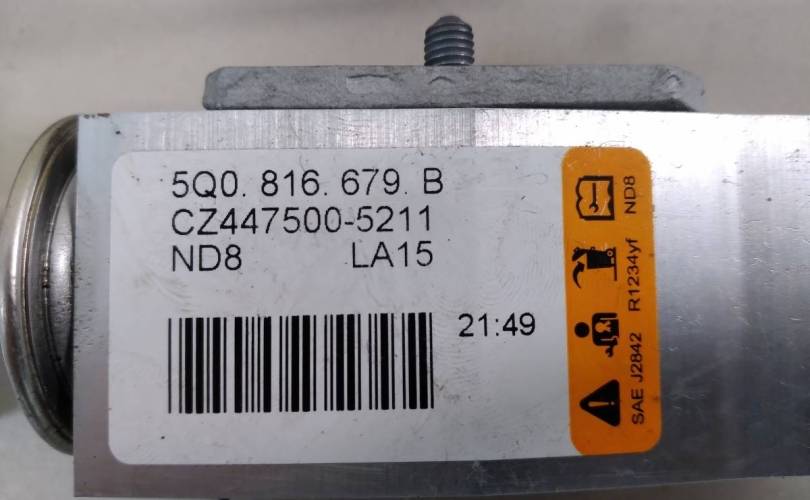 5Q0. 816. 679. B
CZ447500-5211
ND8 LA15
21:49
SAE J2842 R1234yf ND8